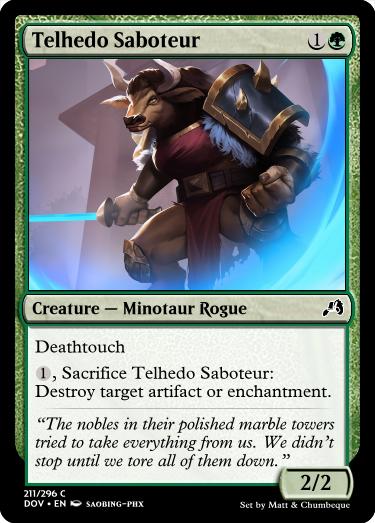 Telhedo Saboteur 1
Creature — Minotaur Rogue
Deathtouch
1, Sacrifice Telhedo Saboteur:
Destroy target artifact or enchantment.
“The nobles in their polished marble towers
tried to take everything from us. We didn’t
stop until we tore all of them down.”
2/2
211/296 C
DOV • EN SAOBING-PHX
Set by Matt & Chumbeque